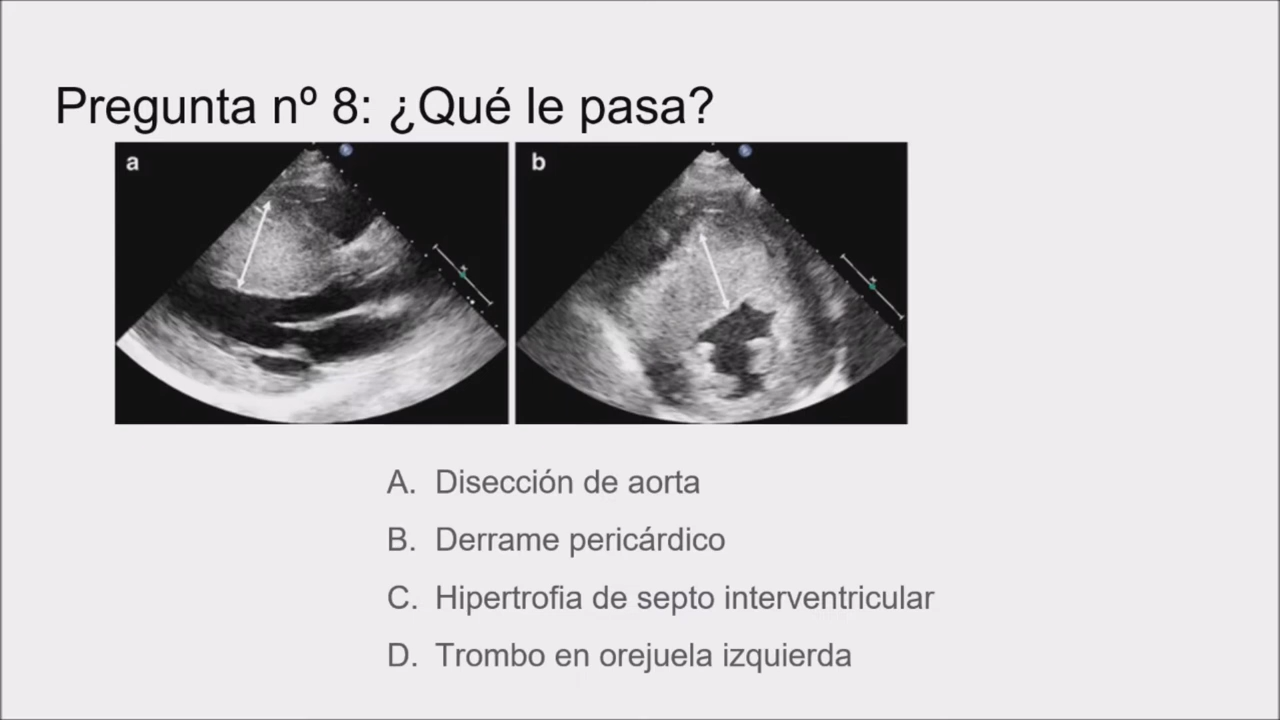 Pregunta nº 8: ¿Qué le pasa?
a
b
A. Disección de aorta
B. Derrame pericárdico
C. Hipertrofia de septo interventricular
D. Trombo en orejuela izquierda